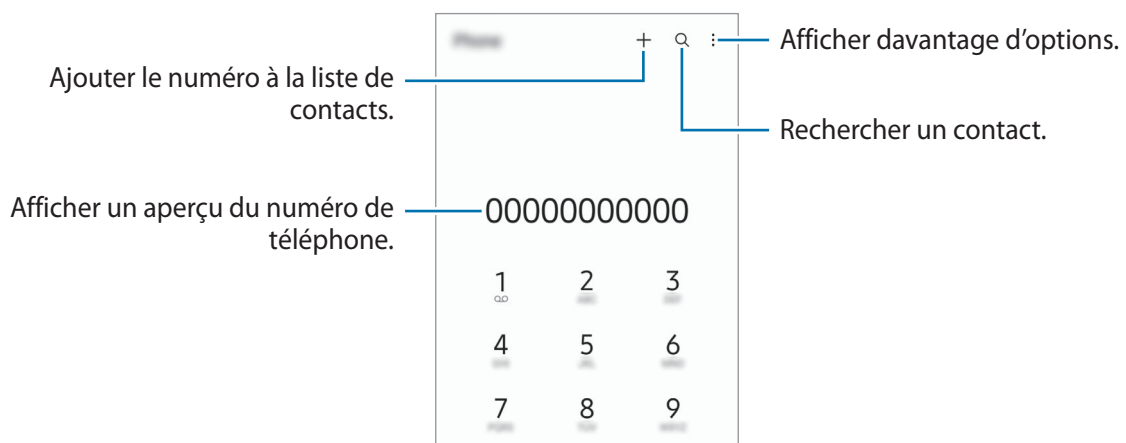 Phone
Afficher davantage d’options.
Ajouter le numéro à la liste de
contacts.
Rechercher un contact.
Afficher un aperçu du numéro de
téléphone.
00000000000
1 2 3
ABC DEF
4 5 6
GHI JKL MNO
7 8 9
PQRS TUV WXYZ